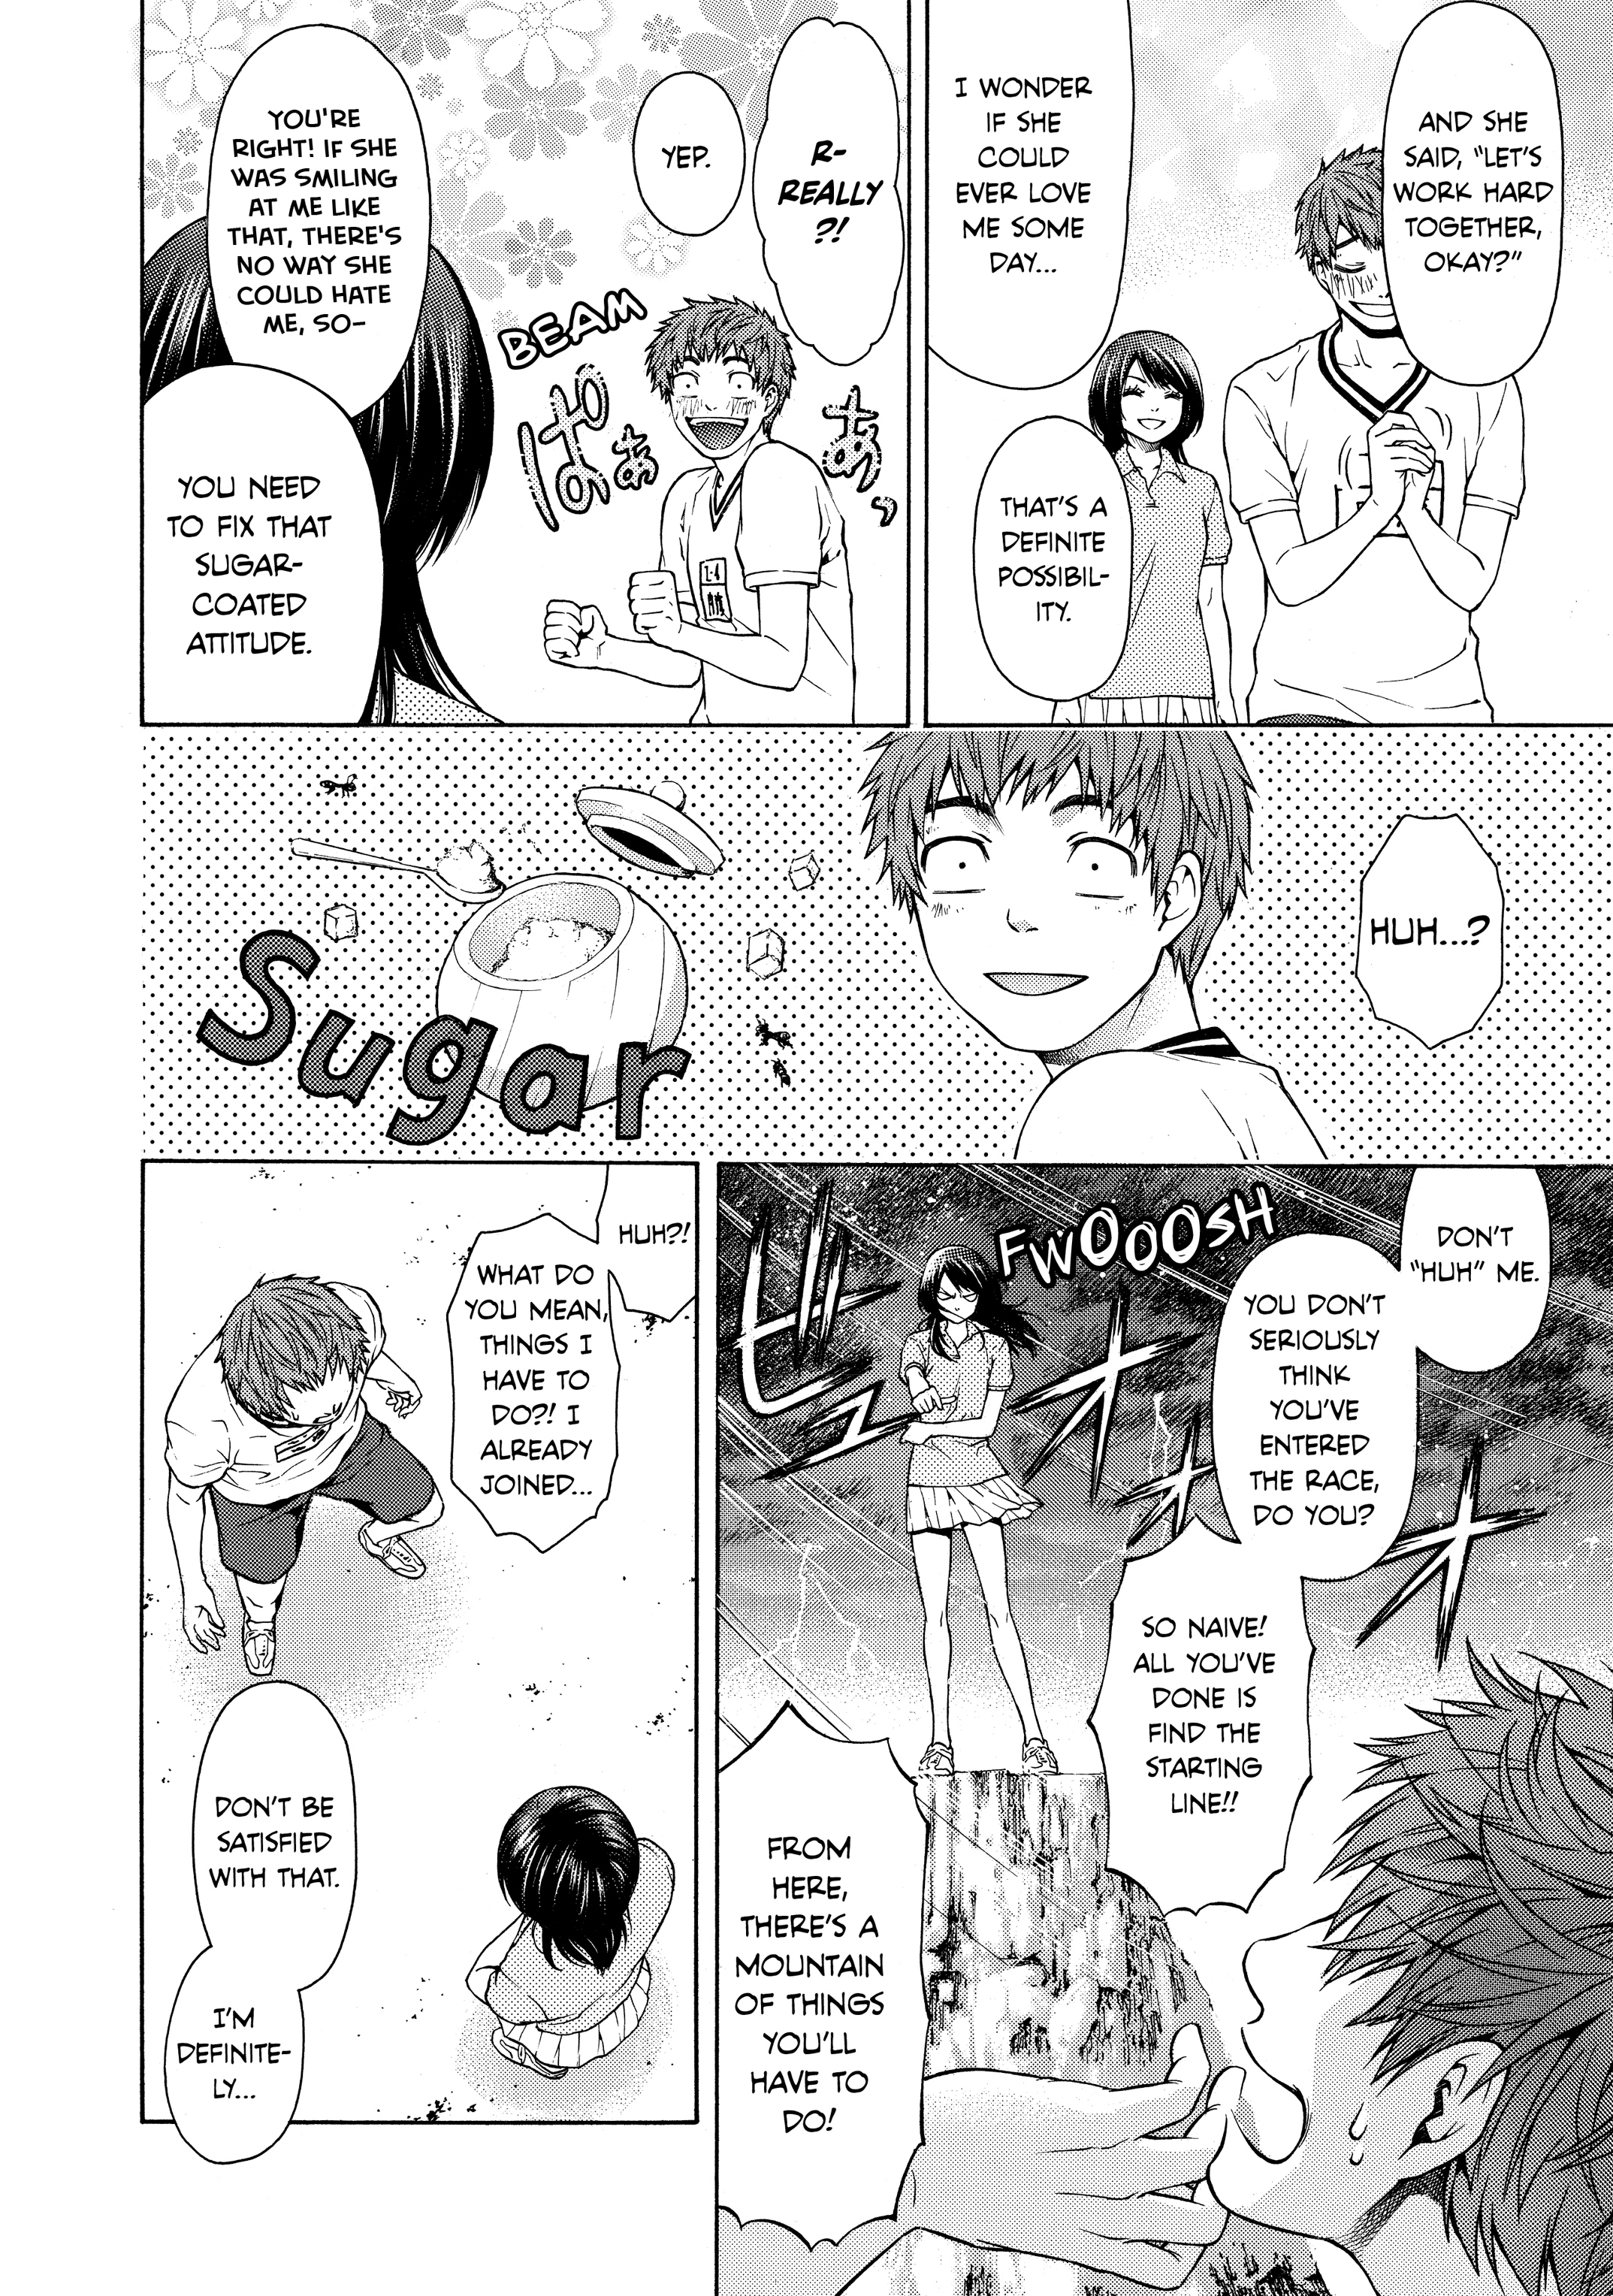 AND SHE
SAID, "LET'S
WORK HARD
TOGETHER,
OKAY?"
I WONDER
IF SHE
COULD
EVER LOVE
ME SOME
DAY...
THAT'S A
DEFINITE
POSSIBIL-
ITY.
R-
REALLY
?!
YEP.
BEAM
ぱぁ
あっ
YOU'RE
RIGHT! IF SHE
WAS SMILING
AT ME LIKE
THAT, THERE'S
NO WAY SHE
COULD HATE
ME, SO-
YOU NEED
TO FIX THAT
SUGAR-
COATED
ATTITUDE.
HUH...?
Sugar
DON'T
"HUH" ME.
FWOOOSH
YOU DON'T
SERIOUSLY
THINK
YOU'VE
ENTERED
THE RACE,
DO YOU?
SO NAIVE!
ALL YOU'VE
DONE IS
FIND THE
STARTING
LINE!!
FROM
HERE,
THERE'S A
MOUNTAIN
OF THINGS
YOU'LL
HAVE TO
DO!
HUH?!
WHAT DO
YOU MEAN,
THINGS I
HAVE TO
DO?! I
ALREADY
JOINED...
DON'T BE
SATISFIED
WITH THAT.
I'M
DEFINITE-
LY...